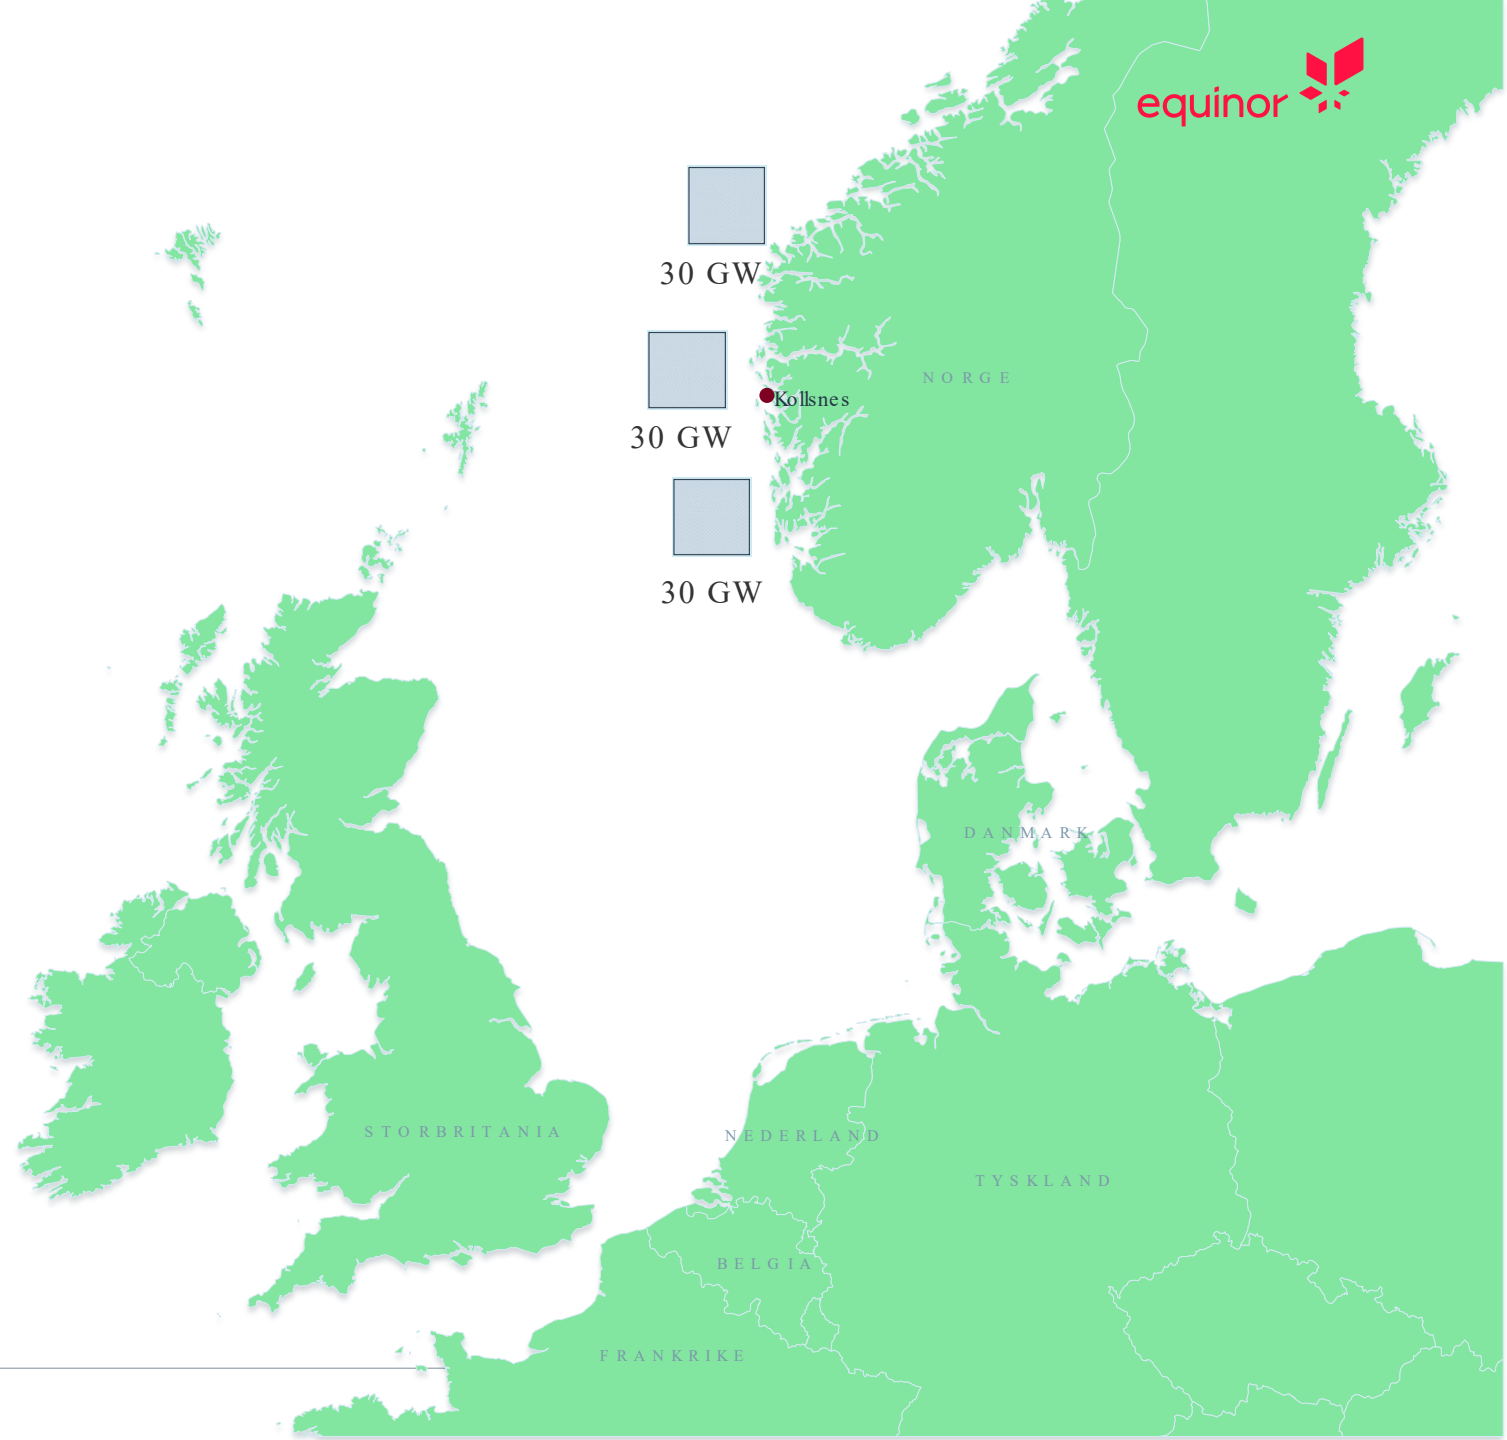 equinor
30 GW
NORGE
Kollsnes
30 GW
30 GW
DANMARK
STORBRITANIA
NEDERLAND
TYSKLAND
BELGIA
FRANKRIKE